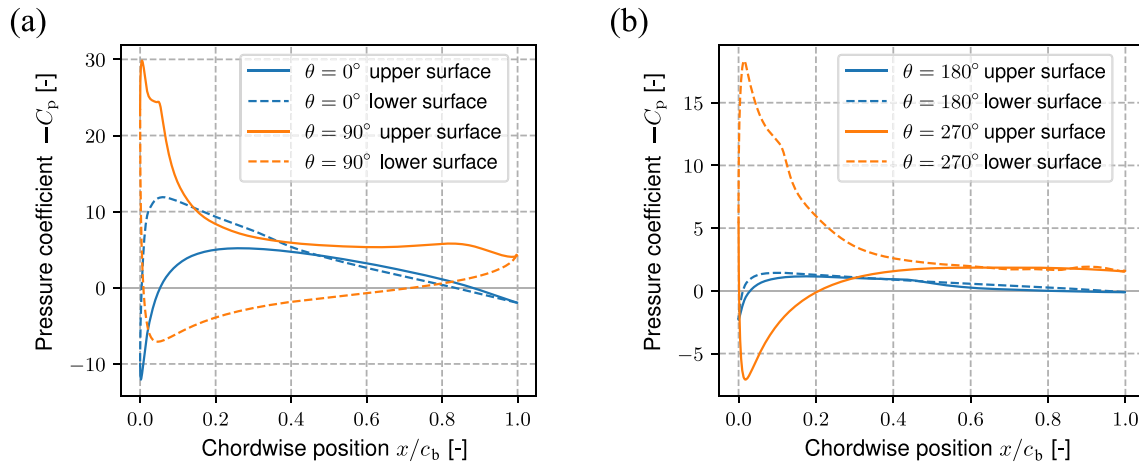 (a)
30
20
10
0
−10
Pressure coefficient −Cₚ [-]
θ = 0° upper surface
θ = 0° lower surface
θ = 90° upper surface
θ = 90° lower surface
0.0 0.2 0.4 0.6 0.8 1.0
Chordwise position x/c_b [-]
(b)
15
10
5
0
−5
Pressure coefficient −Cₚ [-]
θ = 180° upper surface
θ = 180° lower surface
θ = 270° upper surface
θ = 270° lower surface
0.0 0.2 0.4 0.6 0.8 1.0
Chordwise position x/c_b [-]